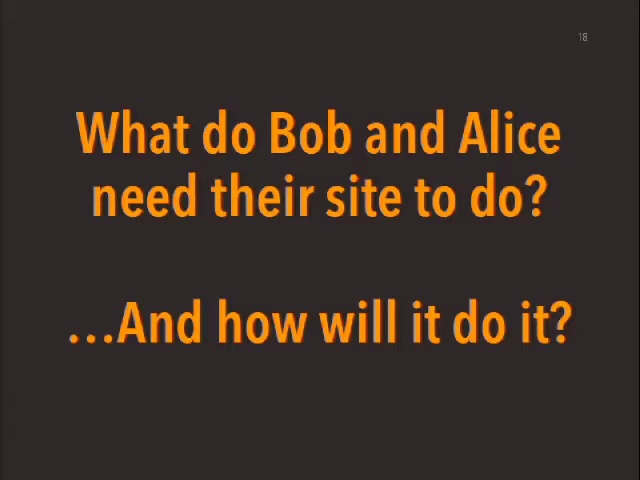 18
What do Bob and Alice
need their site to do?
…And how will it do it?